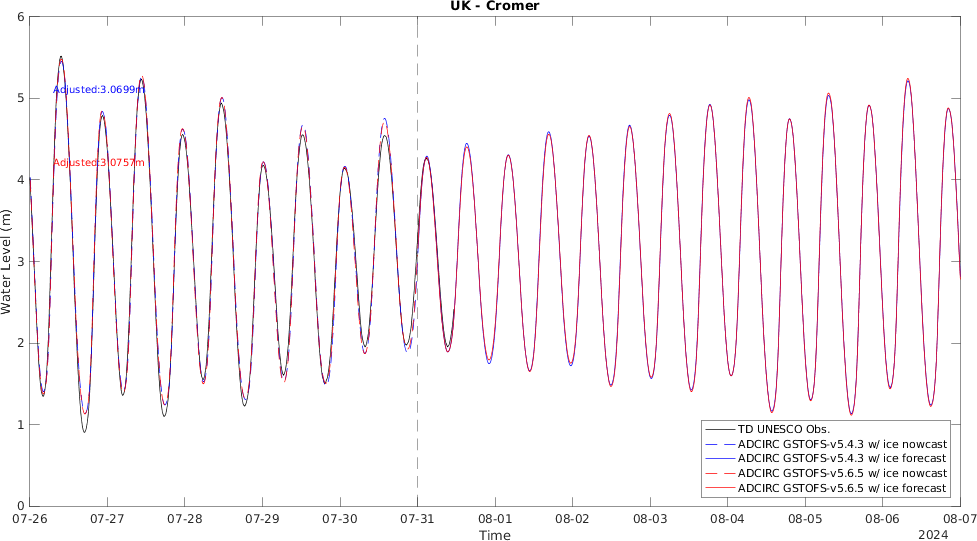 UK - Cromer
6
5
4
3
2
1
0
Water Level (m)
Adjusted:3.0699m
Adjusted:3.0757m
TD UNESCO Obs.
ADCIRC GSTOFS-v5.4.3 w/ ice nowcast
ADCIRC GSTOFS-v5.4.3 w/ ice forecast
ADCIRC GSTOFS-v5.6.5 w/ ice nowcast
ADCIRC GSTOFS-v5.6.5 w/ ice forecast
07-26 07-27 07-28 07-29 07-30 07-31 08-01 08-02 08-03 08-04 08-05 08-06 08-07
Time
2024